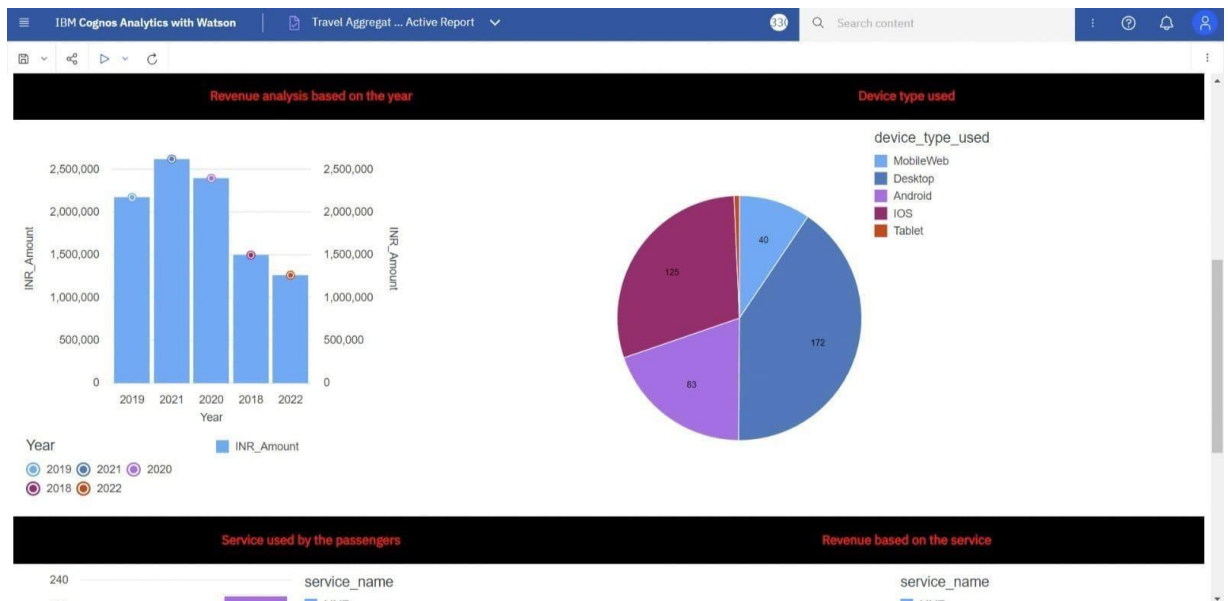 IBM Cognos Analytics with Watson
Travel Aggregat ... Active Report
Search content
Revenue analysis based on the year
Device type used
2,500,000
2,000,000
1,500,000
1,000,000
500,000
0
INR_Amount
2,500,000
2,000,000
1,500,000
1,000,000
500,000
0
INR_Amount
2019 2021 2020 2018 2022
Year
Year
2019 2021 2020
2018 2022
INR_Amount
device_type_used
MobileWeb
Desktop
Android
IOS
Tablet
40
125
172
83
Service used by the passengers
Revenue based on the service
240
service_name
service_name